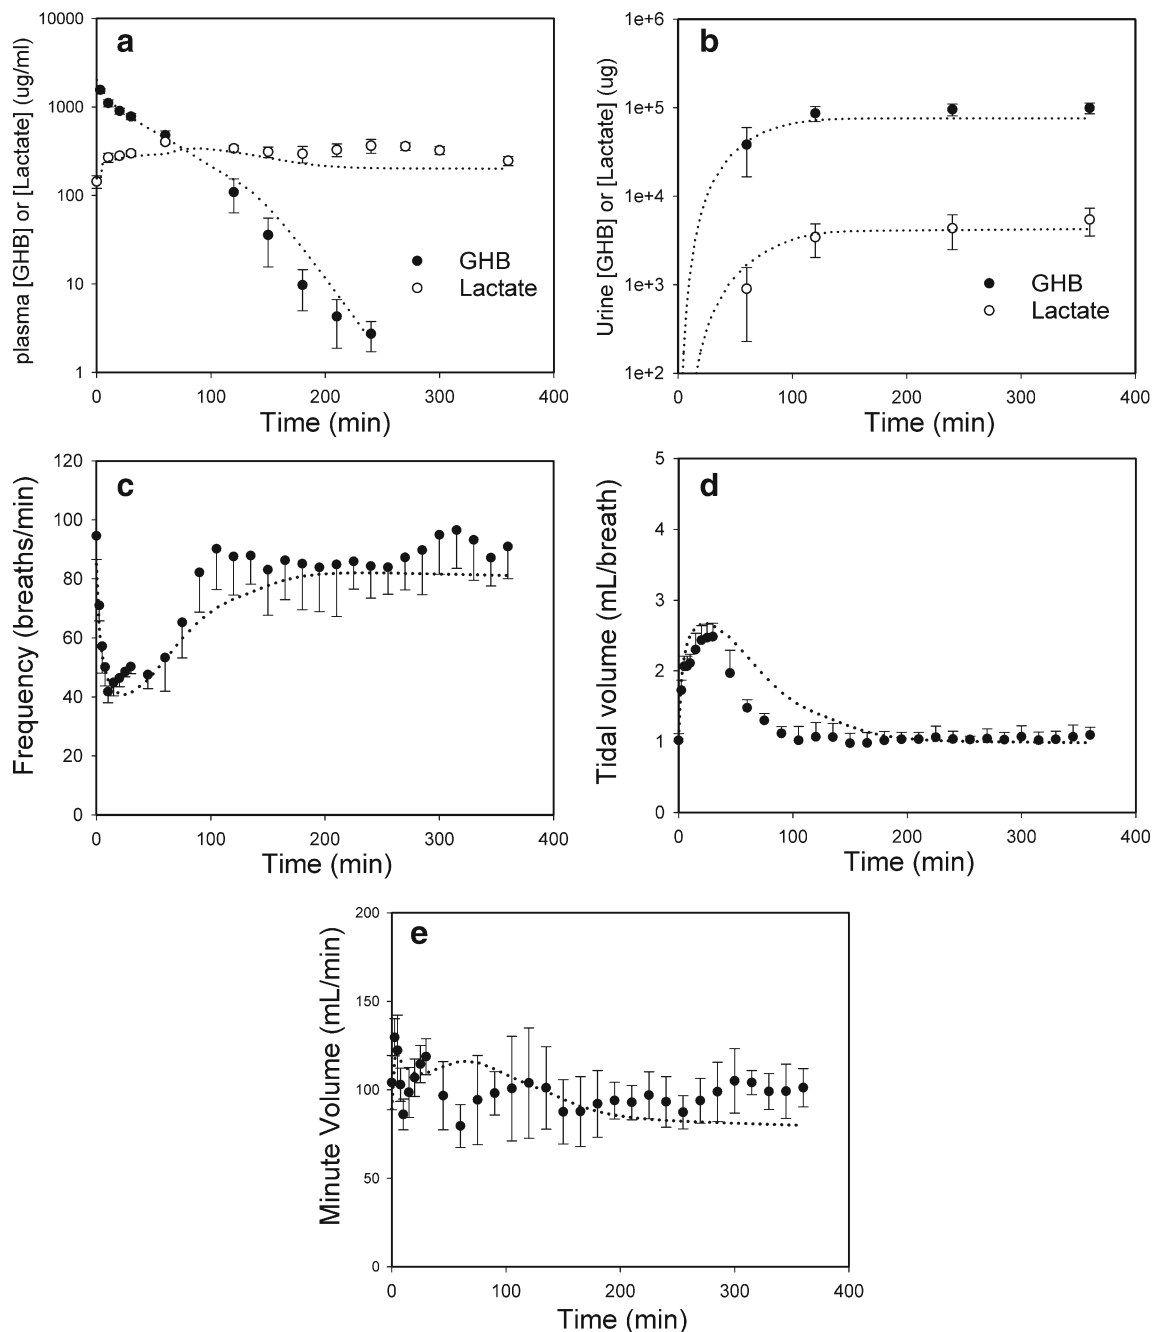 a
plasma [GHB] or [Lactate] (ug/ml)
10000
1000
100
10
1
GHB
Lactate
0 100 200 300 400
Time (min)
b
Urine [GHB] or [Lactate] (ug)
1e+6
1e+5
1e+4
1e+3
1e+2
GHB
Lactate
0 100 200 300 400
Time (min)
c
Frequency (breaths/min)
120
100
80
60
40
20
0
0 100 200 300 400
Time (min)
d
Tidal volume (mL/breath)
5
4
3
2
1
0
0 100 200 300 400
Time (min)
e
Minute Volume (mL/min)
200
150
100
50
0
0 100 200 300 400
Time (min)